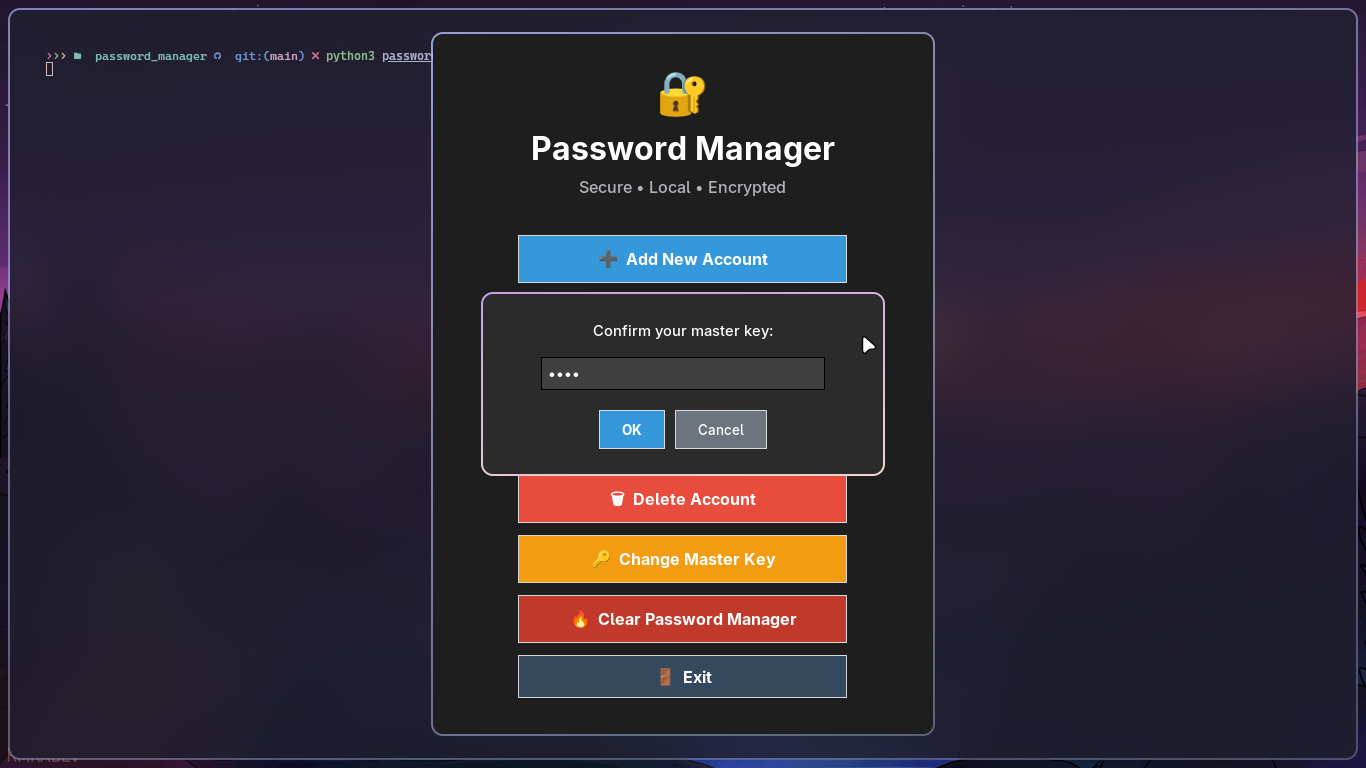 ››› password_manager git:(main) × python3 passwor
Password Manager
Secure • Local • Encrypted
➕ Add New Account
Confirm your master key:
••••
OK
Cancel
🗑 Delete Account
🔑 Change Master Key
🔥 Clear Password Manager
🚪 Exit